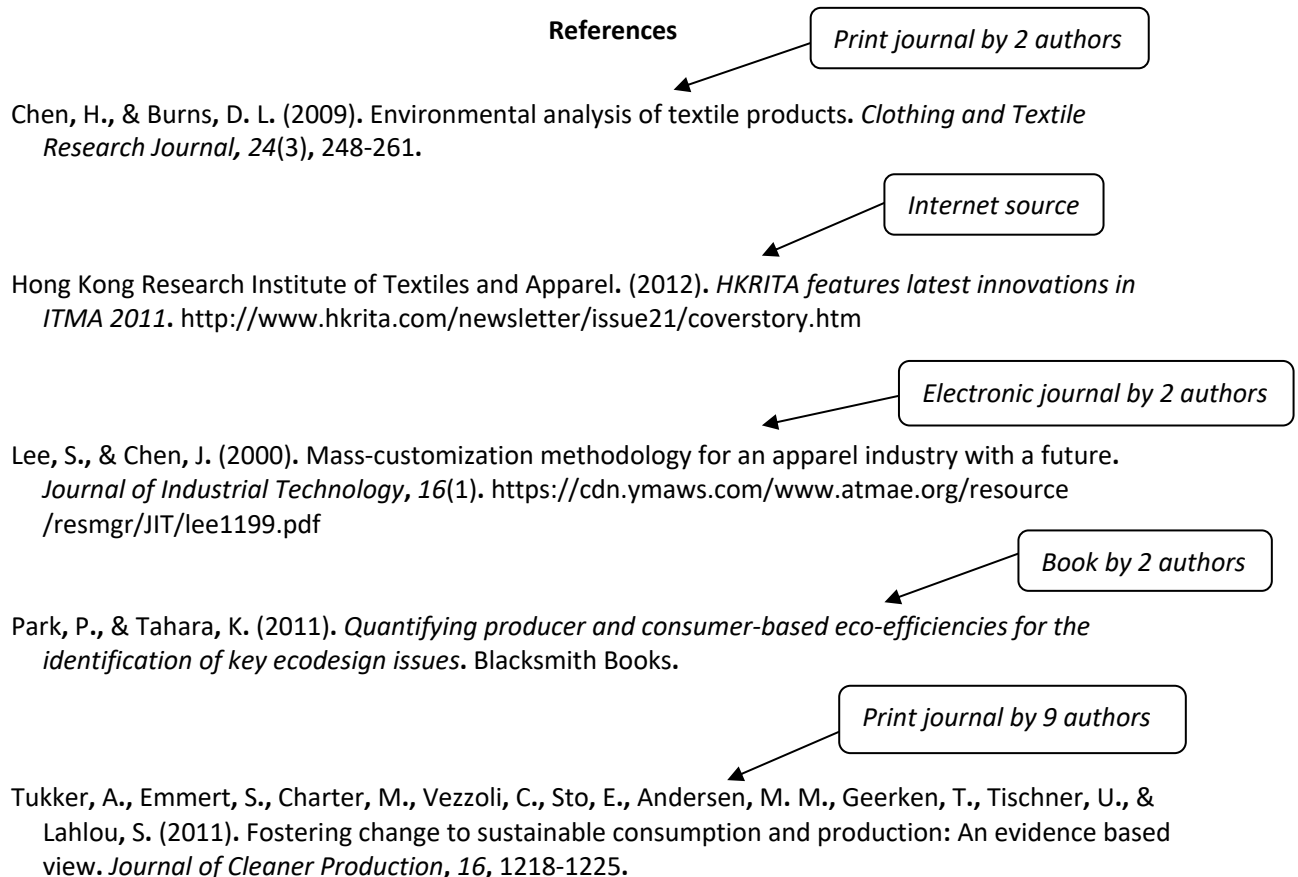 References
Print journal by 2 authors
Chen, H., & Burns, D. L. (2009). Environmental analysis of textile products. Clothing and Textile
Research Journal, 24(3), 248-261.
Internet source
Hong Kong Research Institute of Textiles and Apparel. (2012). HKRITA features latest innovations in
ITMA 2011. http://www.hkrita.com/newsletter/issue21/coverstory.htm
Electronic journal by 2 authors
Lee, S., & Chen, J. (2000). Mass-customization methodology for an apparel industry with a future.
Journal of Industrial Technology, 16(1). https://cdn.ymaws.com/www.atmae.org/resource
/resmgr/JIT/lee1199.pdf
Book by 2 authors
Park, P., & Tahara, K. (2011). Quantifying producer and consumer-based eco-efficiencies for the
identification of key ecodesign issues. Blacksmith Books.
Print journal by 9 authors
Tukker, A., Emmert, S., Charter, M., Vezzoli, C., Sto, E., Andersen, M. M., Geerken, T., Tischner, U., &
Lahlou, S. (2011). Fostering change to sustainable consumption and production: An evidence based
view. Journal of Cleaner Production, 16, 1218-1225.